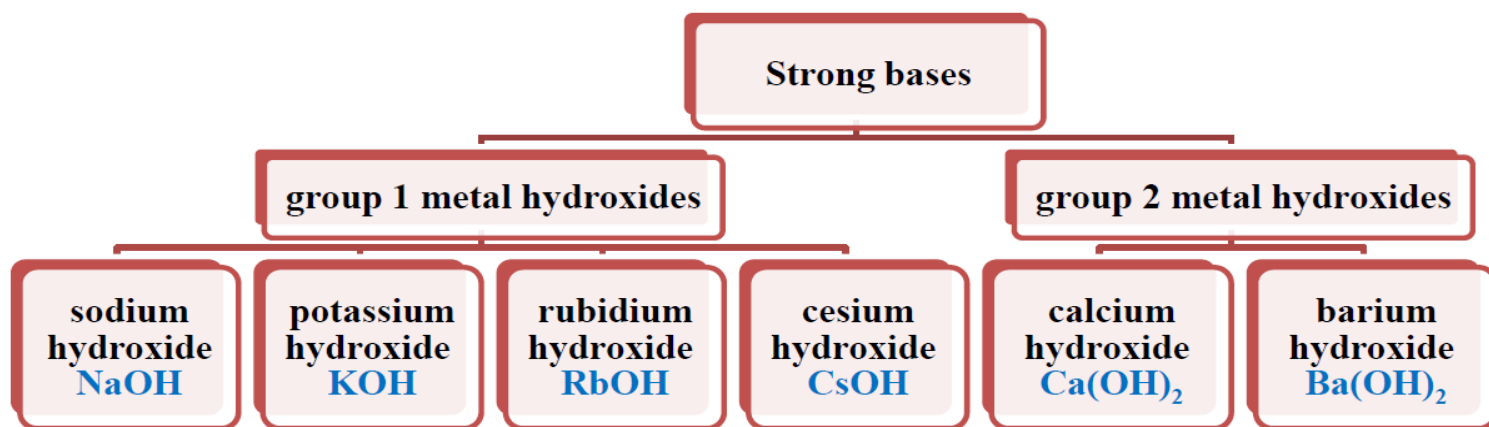 Strong bases
group 1 metal hydroxides
group 2 metal hydroxides
sodium
hydroxide
NaOH
potassium
hydroxide
KOH
rubidium
hydroxide
RbOH
cesium
hydroxide
CsOH
calcium
hydroxide
Ca(OH)₂
barium
hydroxide
Ba(OH)₂